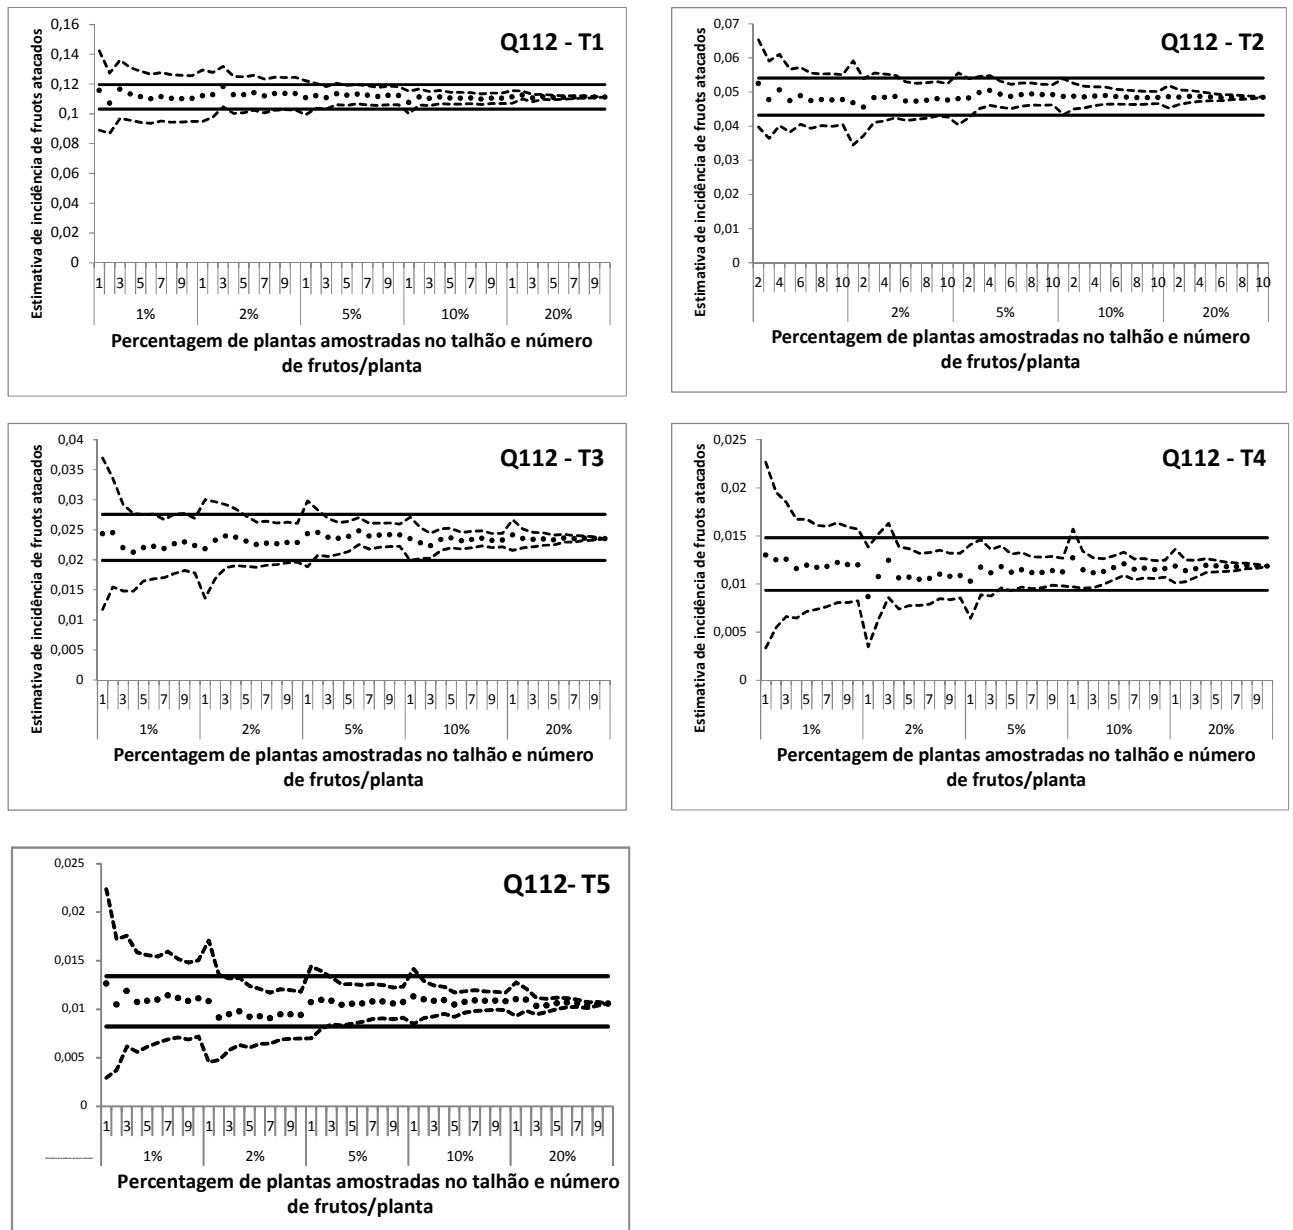 Q112 - T1
Estimativa de incidência de fruots atacados
0,16
0,14
0,12
0,1
0,08
0,06
0,04
0,02
0
1 3 5 7 9 1 3 5 7 9 1 3 5 7 9 1 3 5 7 9 1 3 5 7 9
1% 2% 5% 10% 20%
Percentagem de plantas amostradas no talhão e número
de frutos/planta
Q112 - T2
Estimativa de incidência de fruots atacados
0,07
0,06
0,05
0,04
0,03
0,02
0,01
0,00
2 4 6 8 10 2 4 6 8 10 2 4 6 8 10 2 4 6 8 10 2 4 6 8 10
2% 5% 10% 20%
Percentagem de plantas amostradas no talhão e número
de frutos/planta
Q112 - T3
Estimativa de incidência de fruots atacados
0,04
0,035
0,03
0,025
0,02
0,015
0,01
0,005
0
1 3 5 7 9 1 3 5 7 9 1 3 5 7 9 1 3 5 7 9 1 3 5 7 9
1% 2% 5% 10% 20%
Percentagem de plantas amostradas no talhão e número
de frutos/planta
Q112 - T4
Estimativa de incidência de fruots atacados
0,025
0,02
0,015
0,01
0,005
0
1 3 5 7 9 1 3 5 7 9 1 3 5 7 9 1 3 5 7 9 1 3 5 7 9
1% 2% 5% 10% 20%
Percentagem de plantas amostradas no talhão e número
de frutos/planta
Q112- T5
0,025
0,02
0,015
0,01
0,005
0
1 3 5 7 9 1 3 5 7 9 1 3 5 7 9 1 3 5 7 9 1 3 5 7 9
1% 2% 5% 10% 20%
Percentagem de plantas amostradas no talhão e número
de frutos/planta